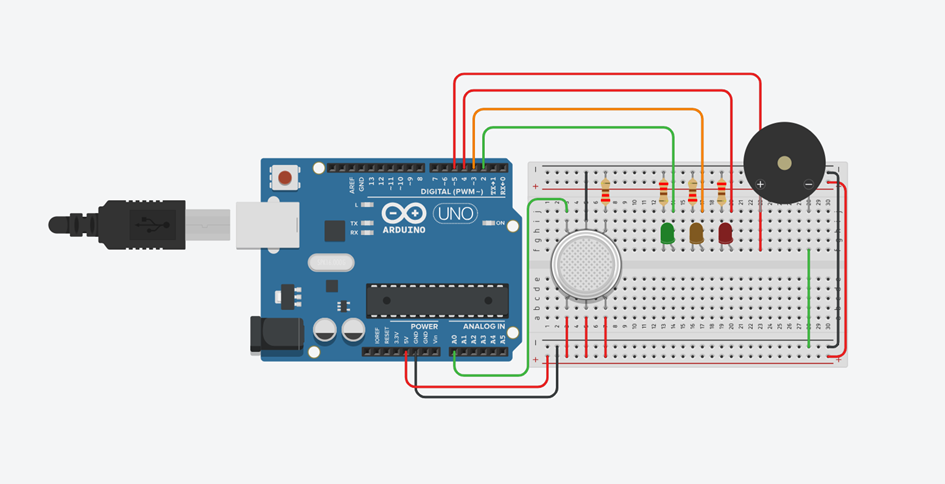 AREF
GND
13
12
~11
~10
~9
8
7
~6
~5
4
~3
2
TX→1
RX←0
DIGITAL (PWM~)
L
TX
RX
UNO
ON
ARDUINO
POWER
ANALOG IN
IOREF
RESET
3.3V
5V
GND
GND
Vin
A0
A1
A2
A3
A4
A5